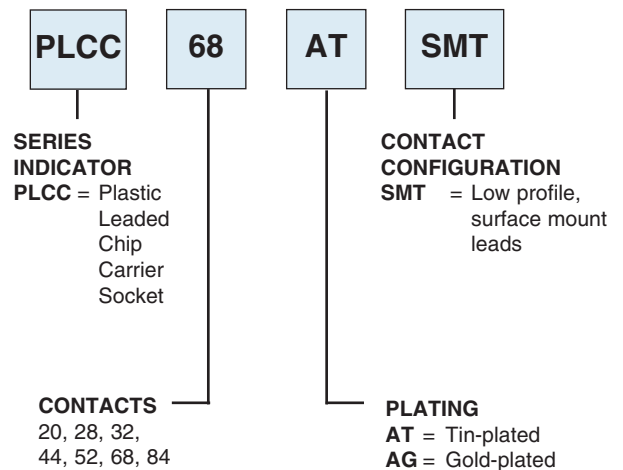 PLCC 68 AT SMT
SERIES
INDICATOR
PLCC = Plastic
Leaded
Chip
Carrier
Socket
CONTACT
CONFIGURATION
SMT = Low profile,
surface mount
leads
CONTACTS
20, 28, 32,
44, 52, 68, 84
PLATING
AT = Tin-plated
AG = Gold-plated